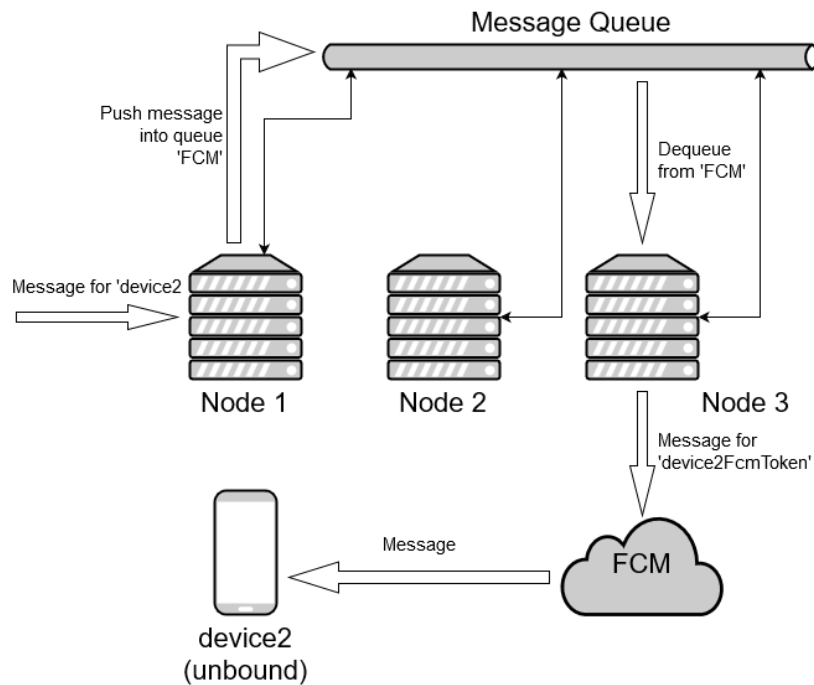 Message Queue
Push message
into queue
'FCM'
Dequeue
from 'FCM'
Message for 'device2
Node 1
Node 2
Node 3
Message for
'device2FcmToken'
Message
FCM
device2
(unbound)